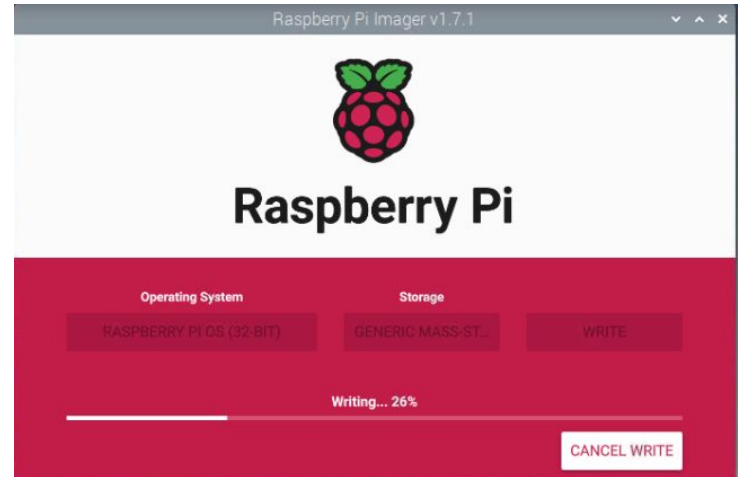 Raspberry Pi Imager v1.7.1
Raspberry Pi
Operating System
Storage
RASPBERRY PI OS (32-BIT)
GENERIC MASS-ST...
WRITE
Writing... 26%
CANCEL WRITE